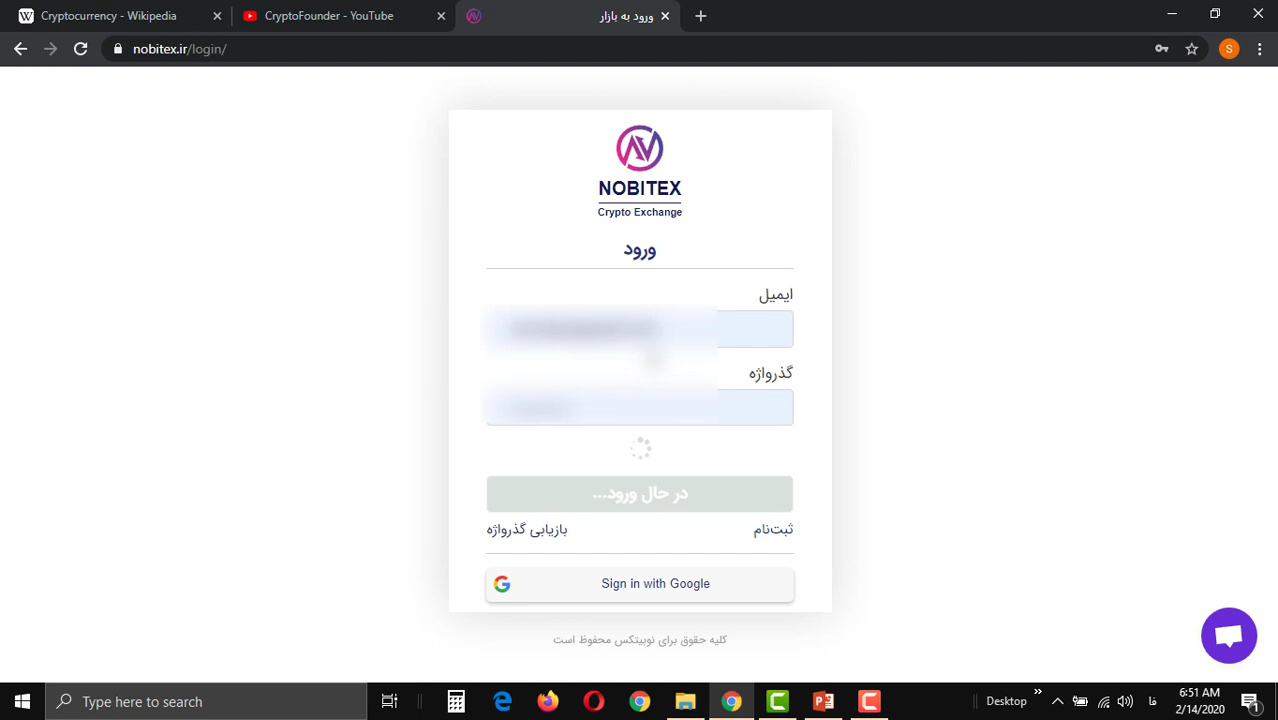 Cryptocurrency - Wikipedia
CryptoFounder - YouTube
ورود به بازار
nobitex.ir/login/
S
NOBITEX
Crypto Exchange
ورود
ایمیل
گذرواژه
در حال ورود...
ثبت‌نام
بازیابی گذرواژه
Sign in with Google
کلیه حقوق برای نوبیتکس محفوظ است
Type here to search
Desktop
فا
6:51 AM
2/14/2020
1